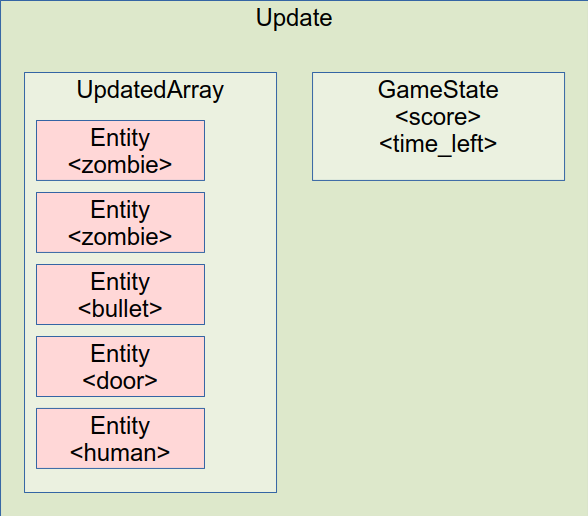 Update
UpdatedArray
Entity
<zombie>
Entity
<zombie>
Entity
<bullet>
Entity
<door>
Entity
<human>
GameState
<score>
<time_left>